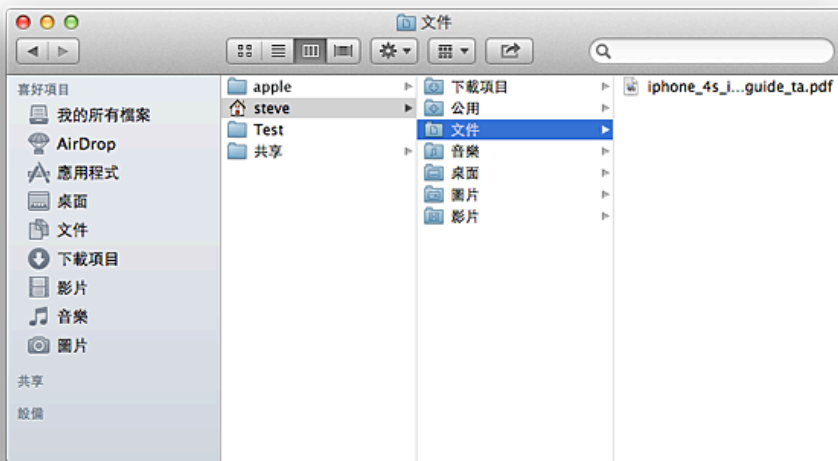 文件
喜好項目
我的所有檔案
AirDrop
應用程式
桌面
文件
下載項目
影片
音樂
圖片
共享
設備
apple
steve
Test
共享
下載項目
公用
文件
音樂
桌面
圖片
影片
iphone_4s_i...guide_ta.pdf